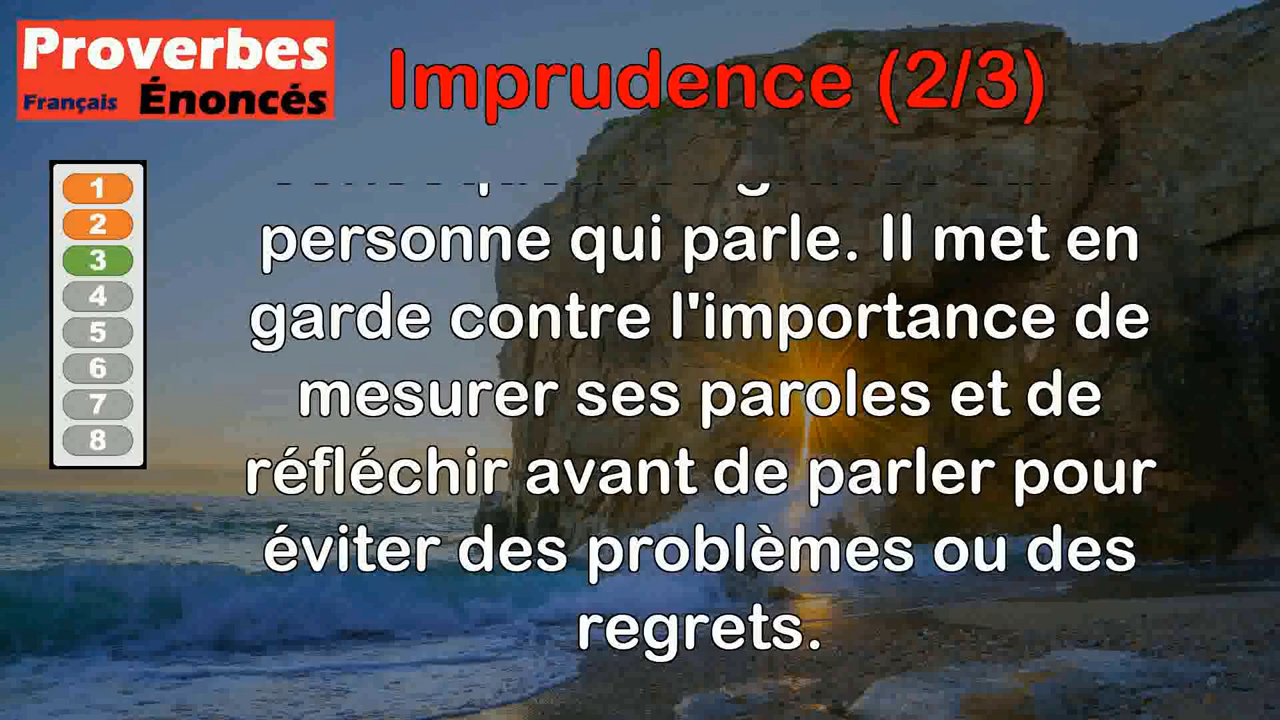 Proverbes
Français Énoncés
Imprudence (2/3)
1
2
3
4
5
6
7
8
personne qui parle. Il met en
garde contre l'importance de
mesurer ses paroles et de
réfléchir avant de parler pour
éviter des problèmes ou des
regrets.